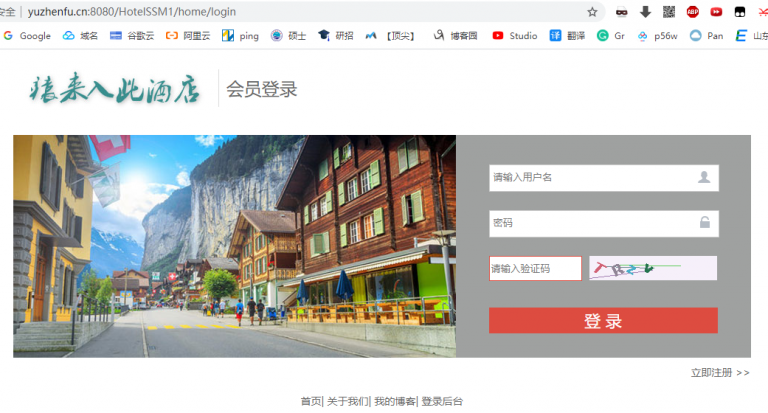 安全 | yuzhenfu.cn:8080/HotelSSM1/home/login
Google 域名 谷歌云 阿里云 ping 硕士 研招 【顶尖】 博客园 Studio 翻译 Gr p56w Pan 山东
猿来入此酒店 会员登录
请输入用户名
密码
请输入验证码
登录
立即注册 >>
首页| 关于我们| 我的博客| 登录后台